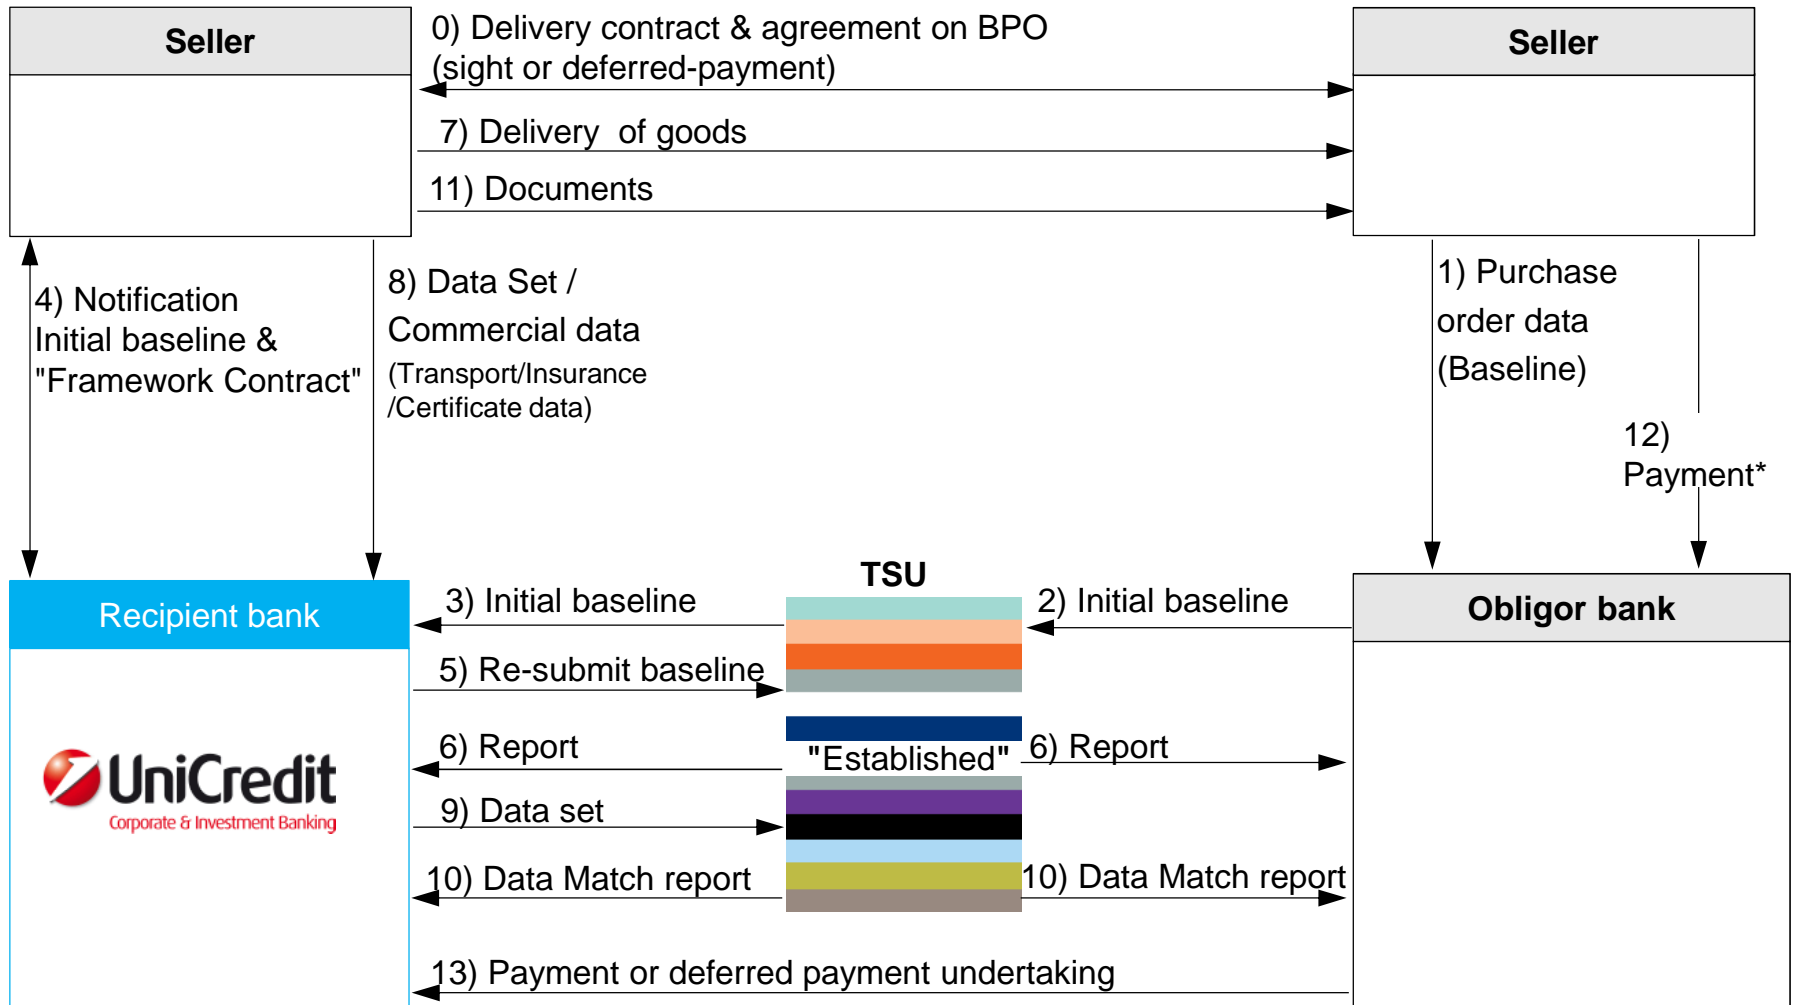 Seller
0) Delivery contract & agreement on BPO
(sight or deferred-payment)
Seller
7) Delivery of goods
11) Documents
4) Notification
Initial baseline &
"Framework Contract"
8) Data Set /
Commercial data
(Transport/Insurance
/Certificate data)
1) Purchase
order data
(Baseline)
12)
Payment*
TSU
Recipient bank
3) Initial baseline
2) Initial baseline
Obligor bank
5) Re-submit baseline
6) Report
"Established"
6) Report
UniCredit
Corporate & Investment Banking
9) Data set
10) Data Match report
10) Data Match report
13) Payment or deferred payment undertaking